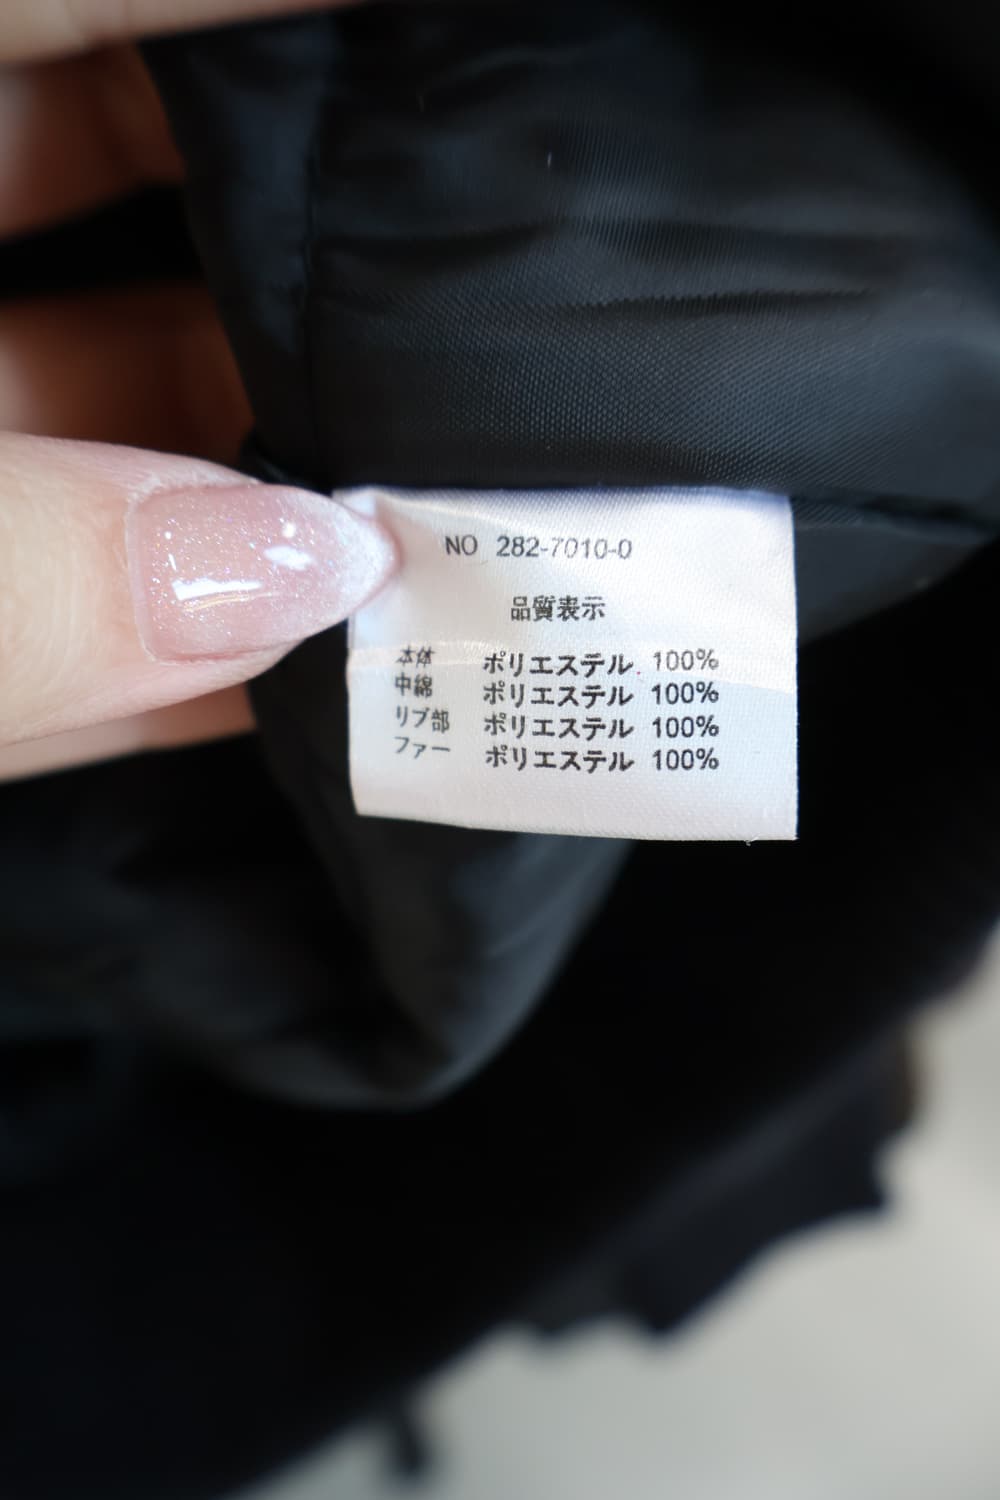 NO 282-7010-0
品質表示
本体 ポリエステル 100%
中綿 ポリエステル 100%
リブ部 ポリエステル 100%
ファー ポリエステル 100%